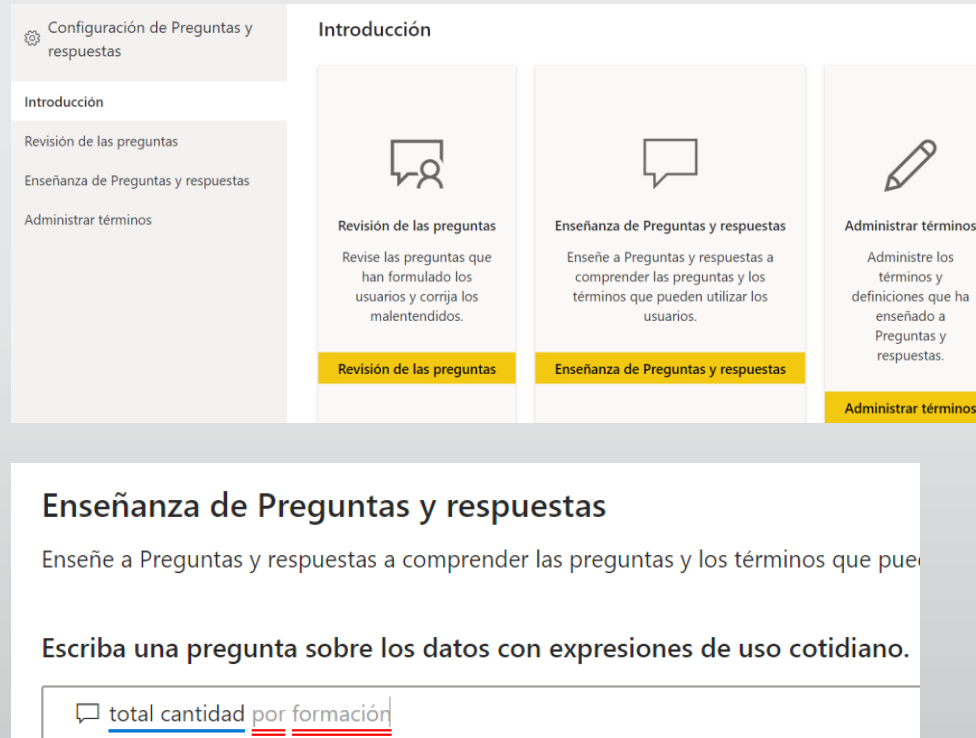 Configuración de Preguntas y
respuestas
Introducción
Revisión de las preguntas
Enseñanza de Preguntas y respuestas
Administrar términos
Introducción
Revisión de las preguntas
Revise las preguntas que
han formulado los
usuarios y corrija los
malentendidos.
Revisión de las preguntas
Enseñanza de Preguntas y respuestas
Enseñe a Preguntas y respuestas a
comprender las preguntas y los
términos que pueden utilizar los
usuarios.
Enseñanza de Preguntas y respuestas
Administrar términos
Administre los
términos y
definiciones que ha
enseñado a
Preguntas y
respuestas.
Administrar términos
Enseñanza de Preguntas y respuestas
Enseñe a Preguntas y respuestas a comprender las preguntas y los términos que
Escriba una pregunta sobre los datos con expresiones de uso cotidiano.
total cantidad por formación